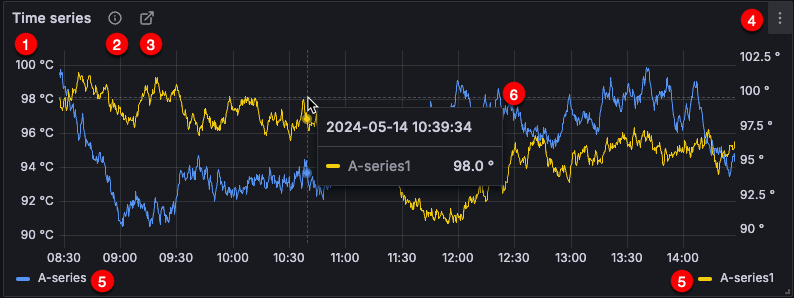 Time series
1 2 3 4
100 °C
98 °C
96 °C
94 °C
92 °C
90 °C
102.5 °
100 °
97.5 °
95 °
92.5 °
90 °
6
2024-05-14 10:39:34
A-series1 98.0 °
08:30 09:00 09:30 10:00 10:30 11:00 11:30 12:00 12:30 13:00 13:30 14:00
A-series 5
5 A-series1